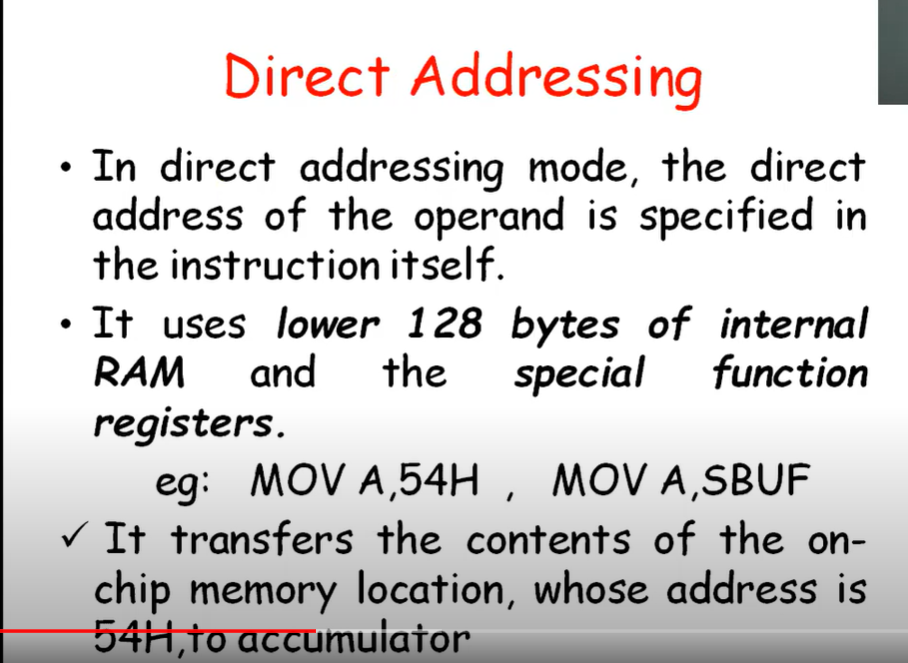 Direct Addressing
• In direct addressing mode, the direct
address of the operand is specified in
the instruction itself.
• It uses lower 128 bytes of internal
RAM and the special function
registers.
eg: MOV A,54H , MOV A,SBUF
✓ It transfers the contents of the on-
chip memory location, whose address is
54H,to accumulator